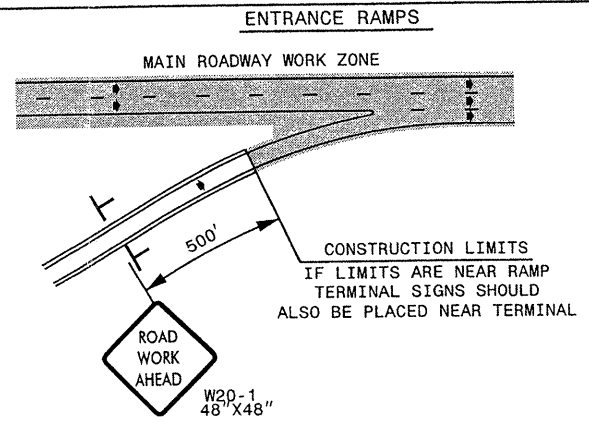 ENTRANCE RAMPS
MAIN ROADWAY WORK ZONE
500'
CONSTRUCTION LIMITS
IF LIMITS ARE NEAR RAMP
TERMINAL SIGNS SHOULD
ALSO BE PLACED NEAR TERMINAL
ROAD
WORK
AHEAD
W20-1
48"X48"